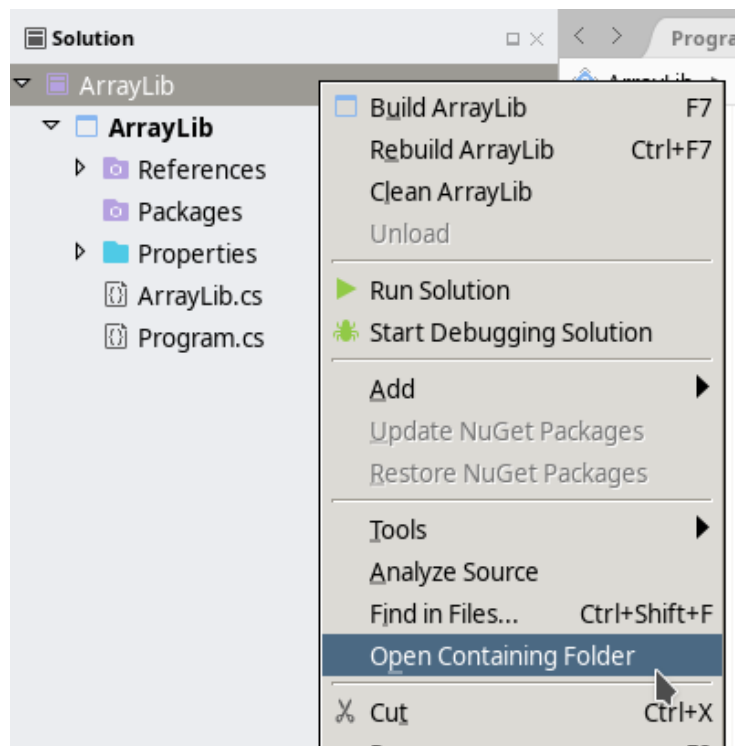 Solution
Progra
ArrayLib
ArrayLib
References
Packages
Properties
ArrayLib.cs
Program.cs
Build ArrayLib F7
Rebuild ArrayLib Ctrl+F7
Clean ArrayLib
Unload
Run Solution
Start Debugging Solution
Add
Update NuGet Packages
Restore NuGet Packages
Tools
Analyze Source
Find in Files... Ctrl+Shift+F
Open Containing Folder
Cut Ctrl+X